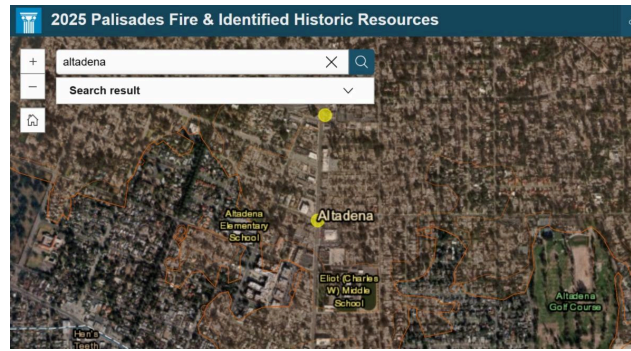 2025 Palisades Fire & Identified Historic Resources
+
altadena
−
Search result
Altadena
Altadena
Elementary
School
Eliot (Charles
W) Middle
School
Altadena
Golf Course
Hen's
Teeth